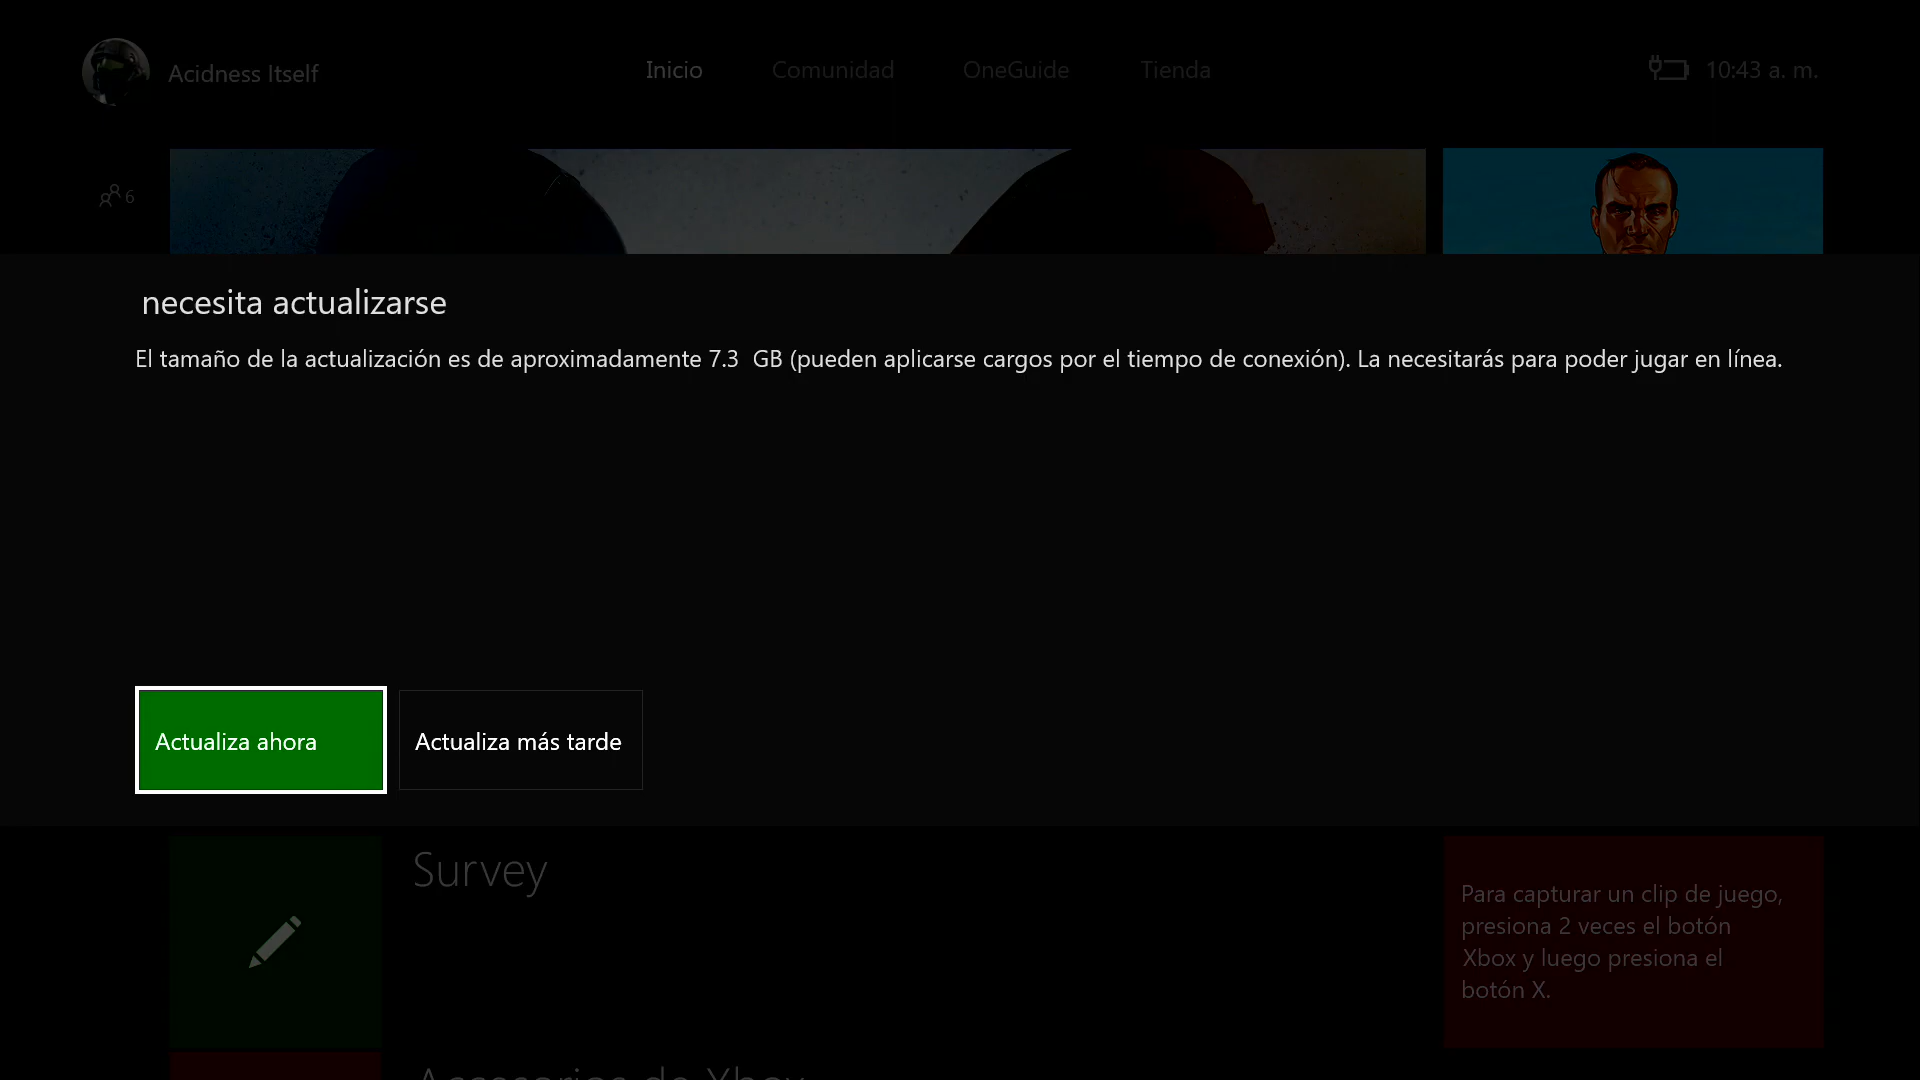 Acidness Itself
Inicio
Comunidad
OneGuide
Tienda
10:43 a. m.
6
necesita actualizarse
El tamaño de la actualización es de aproximadamente 7.3 GB (pueden aplicarse cargos por el tiempo de conexión). La necesitarás para poder jugar en línea.
Actualiza ahora
Actualiza más tarde
Survey
Para capturar un clip de juego,
presiona 2 veces el botón
Xbox y luego presiona el
botón X.
Accesorios de Xbox